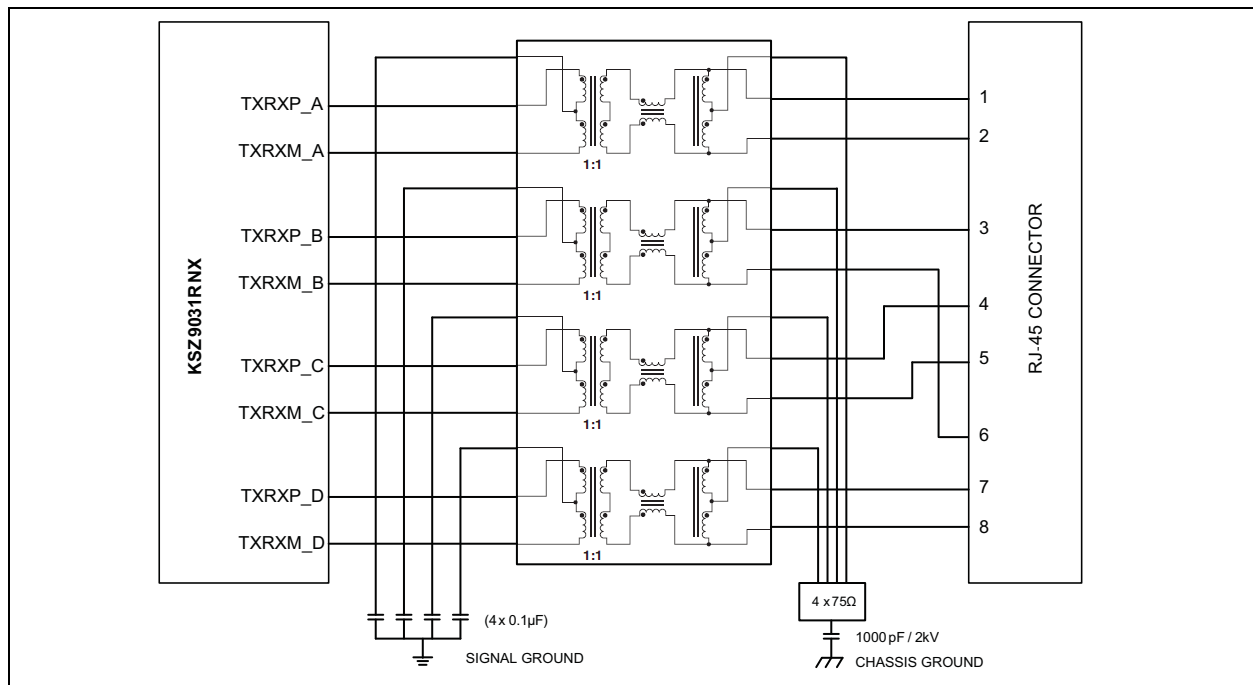 KSZ9031RNX
TXRXP_A
TXRXM_A
TXRXP_B
TXRXM_B
TXRXP_C
TXRXM_C
TXRXP_D
TXRXM_D
1:1
1:1
1:1
1:1
1
2
3
4
5
6
7
8
RJ-45 CONNECTOR
(4 x 0.1µF)
SIGNAL GROUND
4 x 75Ω
1000 pF / 2kV
CHASSIS GROUND